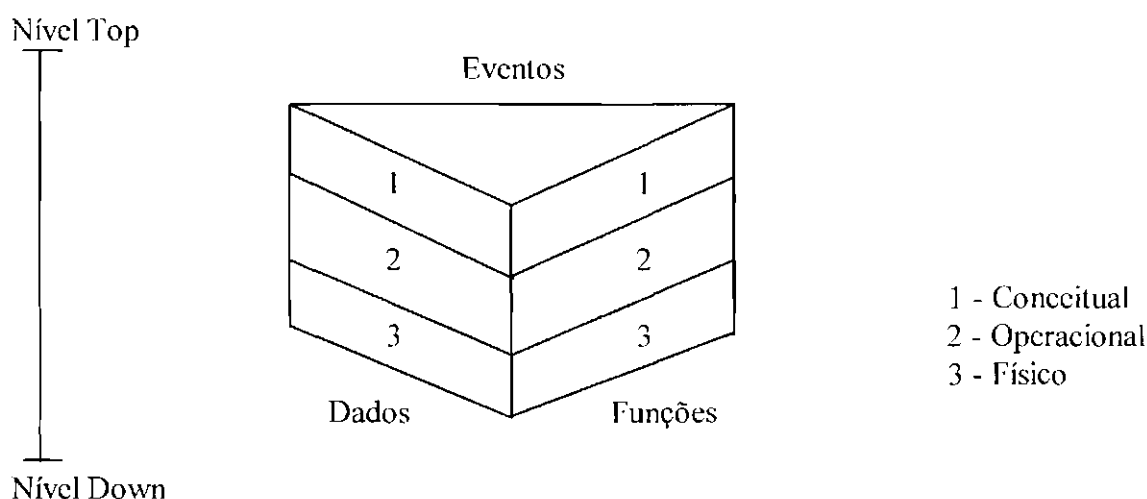 Nível Top
Eventos
1 1
2 2
3 3
1 - Conceitual
2 - Operacional
3 - Físico
Dados Funções
Nível Down